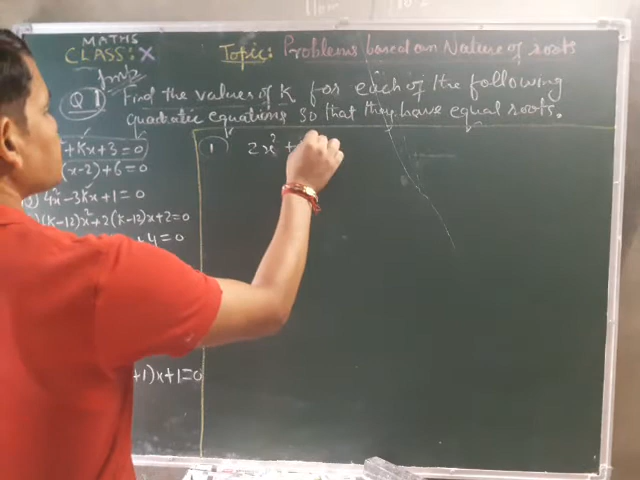 MATHS
CLASS: X
Topic: Problems based on Nature of roots
Imp
Q1 Find the values of K for each of the following
quadratic equations so that they have equal roots.
+ Kx + 3 = 0
(x-2) + 6 = 0
3) 4x² - 3Kx + 1 = 0
(K-12)x² + 2(K-12)x + 2 = 0
+ 4 = 0
+1)x + 1 = 0
1 2x² +